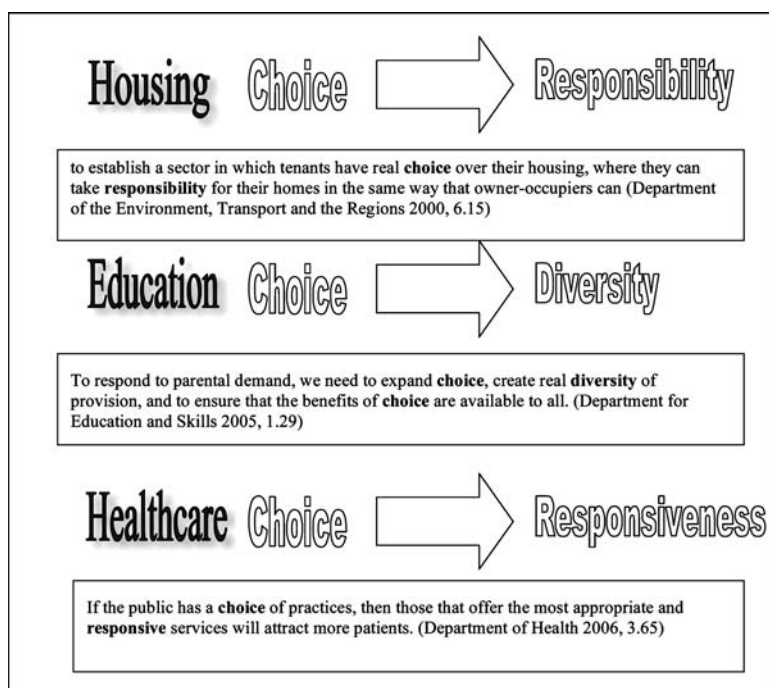 Housing Choice Responsibility
to establish a sector in which tenants have real choice over their housing, where they can
take responsibility for their homes in the same way that owner-occupiers can (Department
of the Environment, Transport and the Regions 2000, 6.15)
Education Choice Diversity
To respond to parental demand, we need to expand choice, create real diversity of
provision, and to ensure that the benefits of choice are available to all. (Department for
Education and Skills 2005, 1.29)
Healthcare Choice Responsiveness
If the public has a choice of practices, then those that offer the most appropriate and
responsive services will attract more patients. (Department of Health 2006, 3.65)